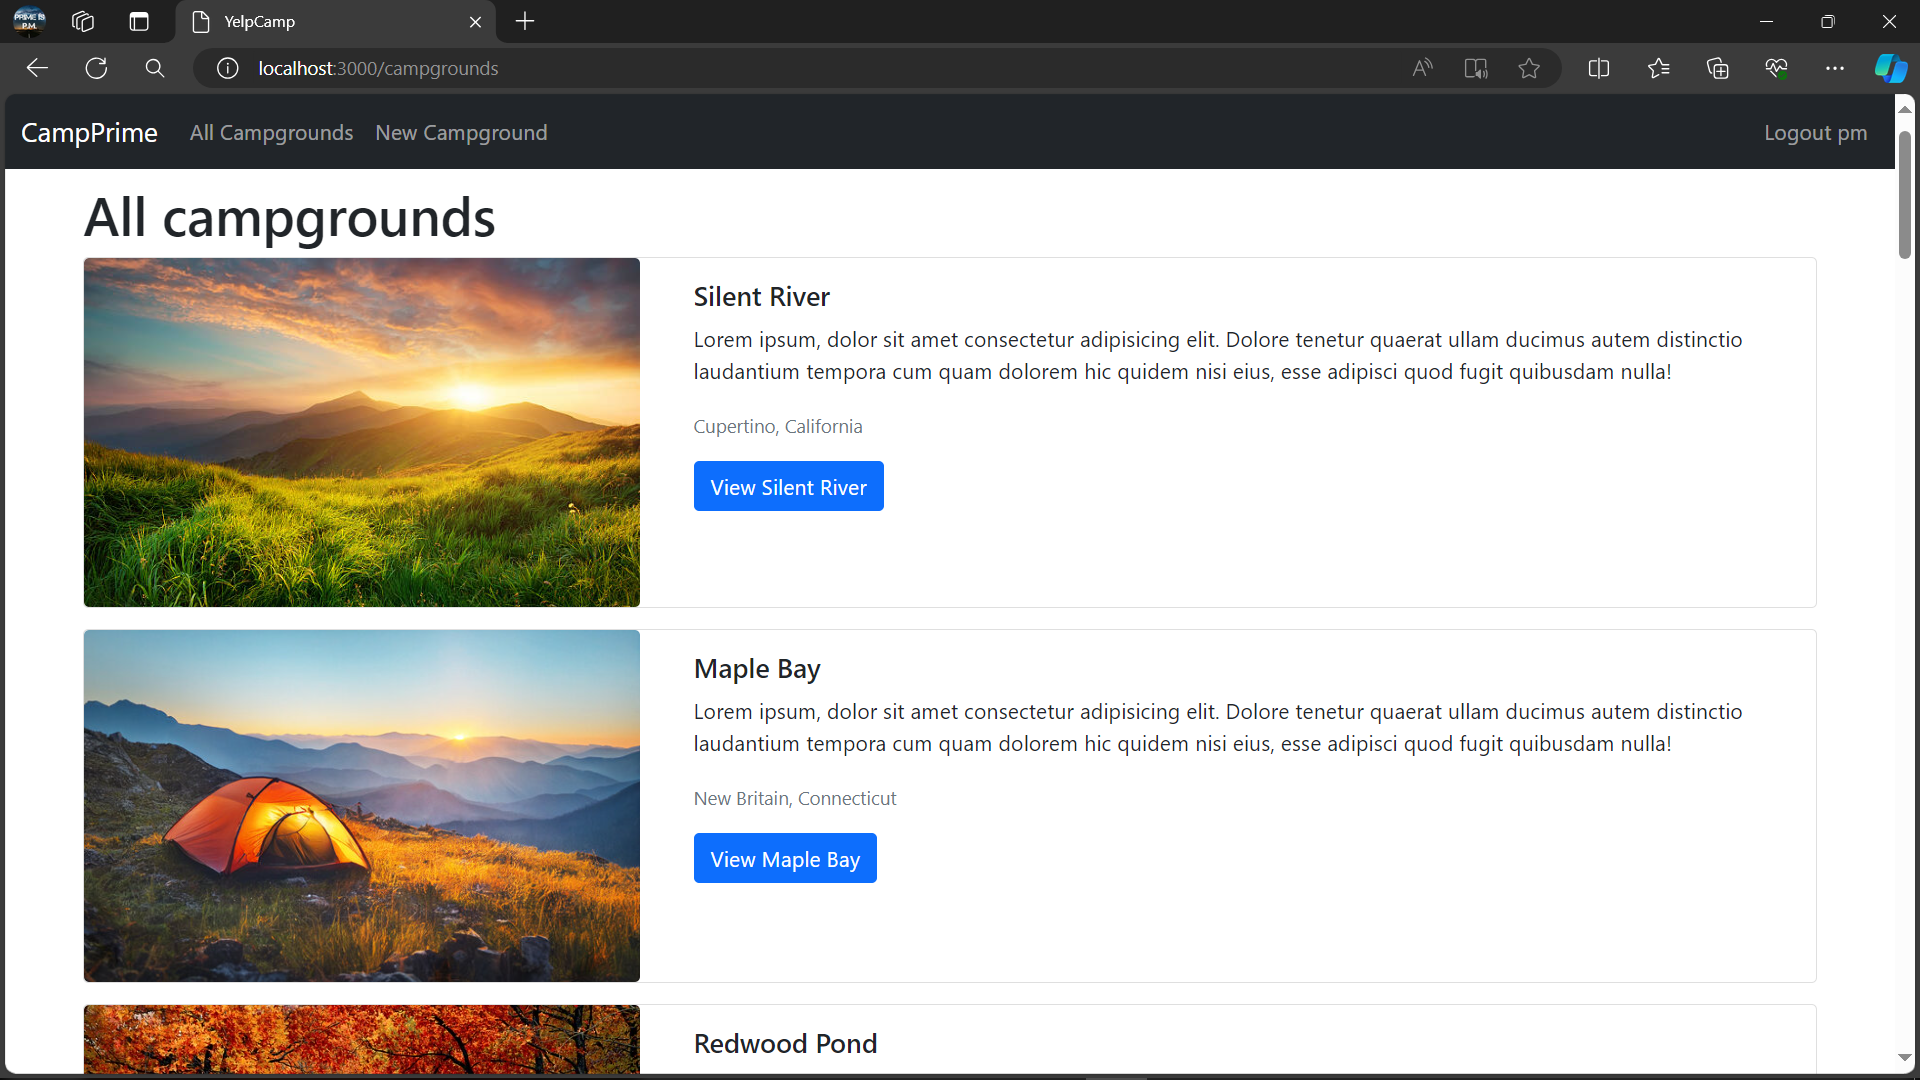 PRIME IS
P.M.
YelpCamp
localhost:3000/campgrounds
CampPrime All Campgrounds New Campground Logout pm
All campgrounds
Silent River
Lorem ipsum, dolor sit amet consectetur adipisicing elit. Dolore tenetur quaerat ullam ducimus autem distinctio
laudantium tempora cum quam dolorem hic quidem nisi eius, esse adipisci quod fugit quibusdam nulla!
Cupertino, California
View Silent River
Maple Bay
Lorem ipsum, dolor sit amet consectetur adipisicing elit. Dolore tenetur quaerat ullam ducimus autem distinctio
laudantium tempora cum quam dolorem hic quidem nisi eius, esse adipisci quod fugit quibusdam nulla!
New Britain, Connecticut
View Maple Bay
Redwood Pond